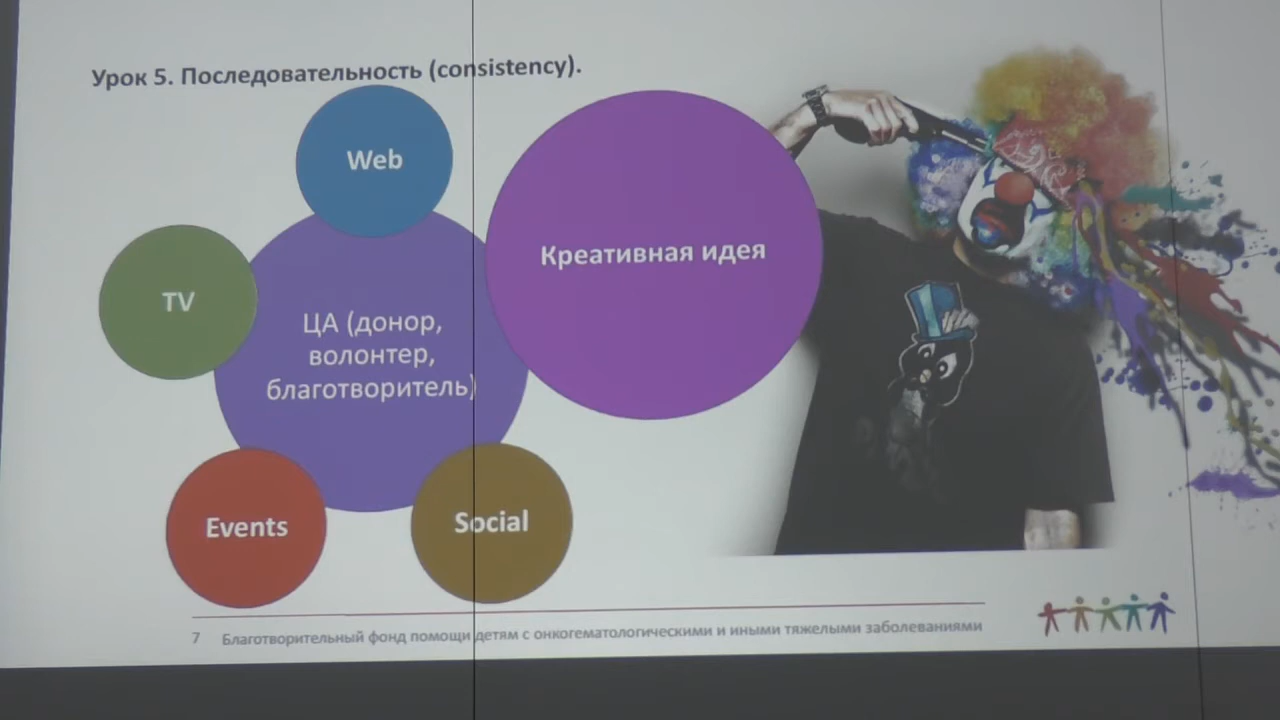 Урок 5. Последовательность (consistency).
Web
Креативная идея
TV
ЦА (донор,
волонтер,
благотворитель)
Events
Social
7 Благотворительный фонд помощи детям с онкогематологическими и иными тяжелыми заболеваниями